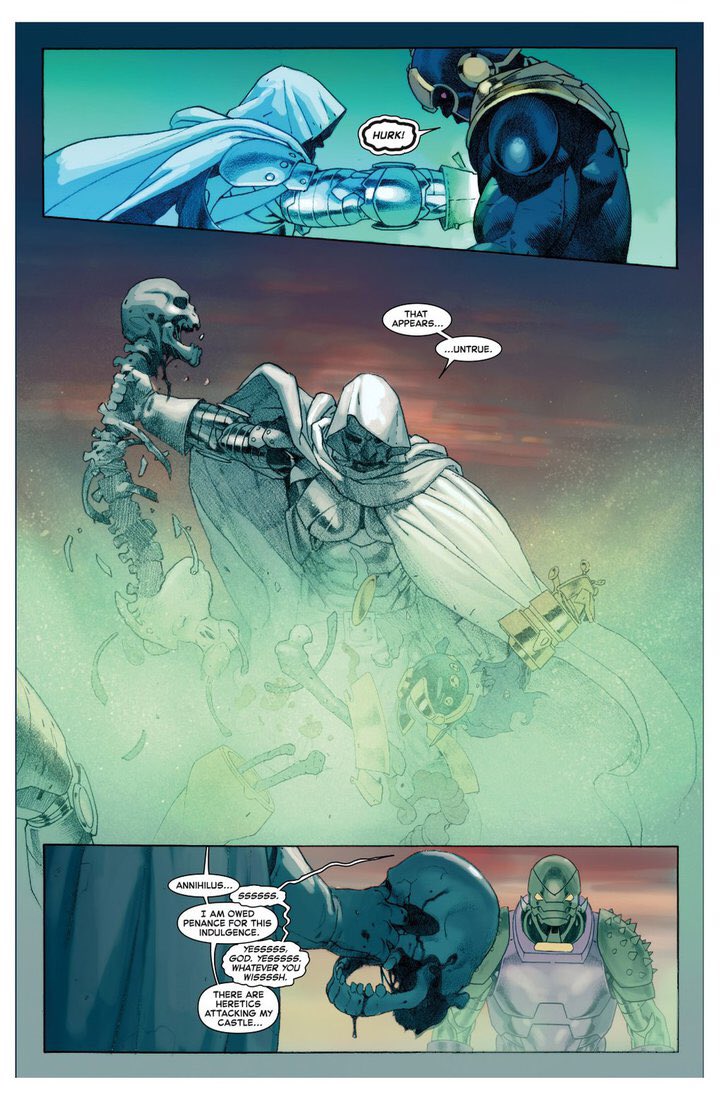 HURK!
THAT
APPEARS...
...UNTRUE.
ANNIHILUS...
SSSSSS.
I AM OWED
PENANCE FOR THIS
INDULGENCE.
YESSSSS,
GOD. YESSSSS.
WHATEVER YOU
WISSSSH.
THERE ARE
HERETICS
ATTACKING MY
CASTLE...